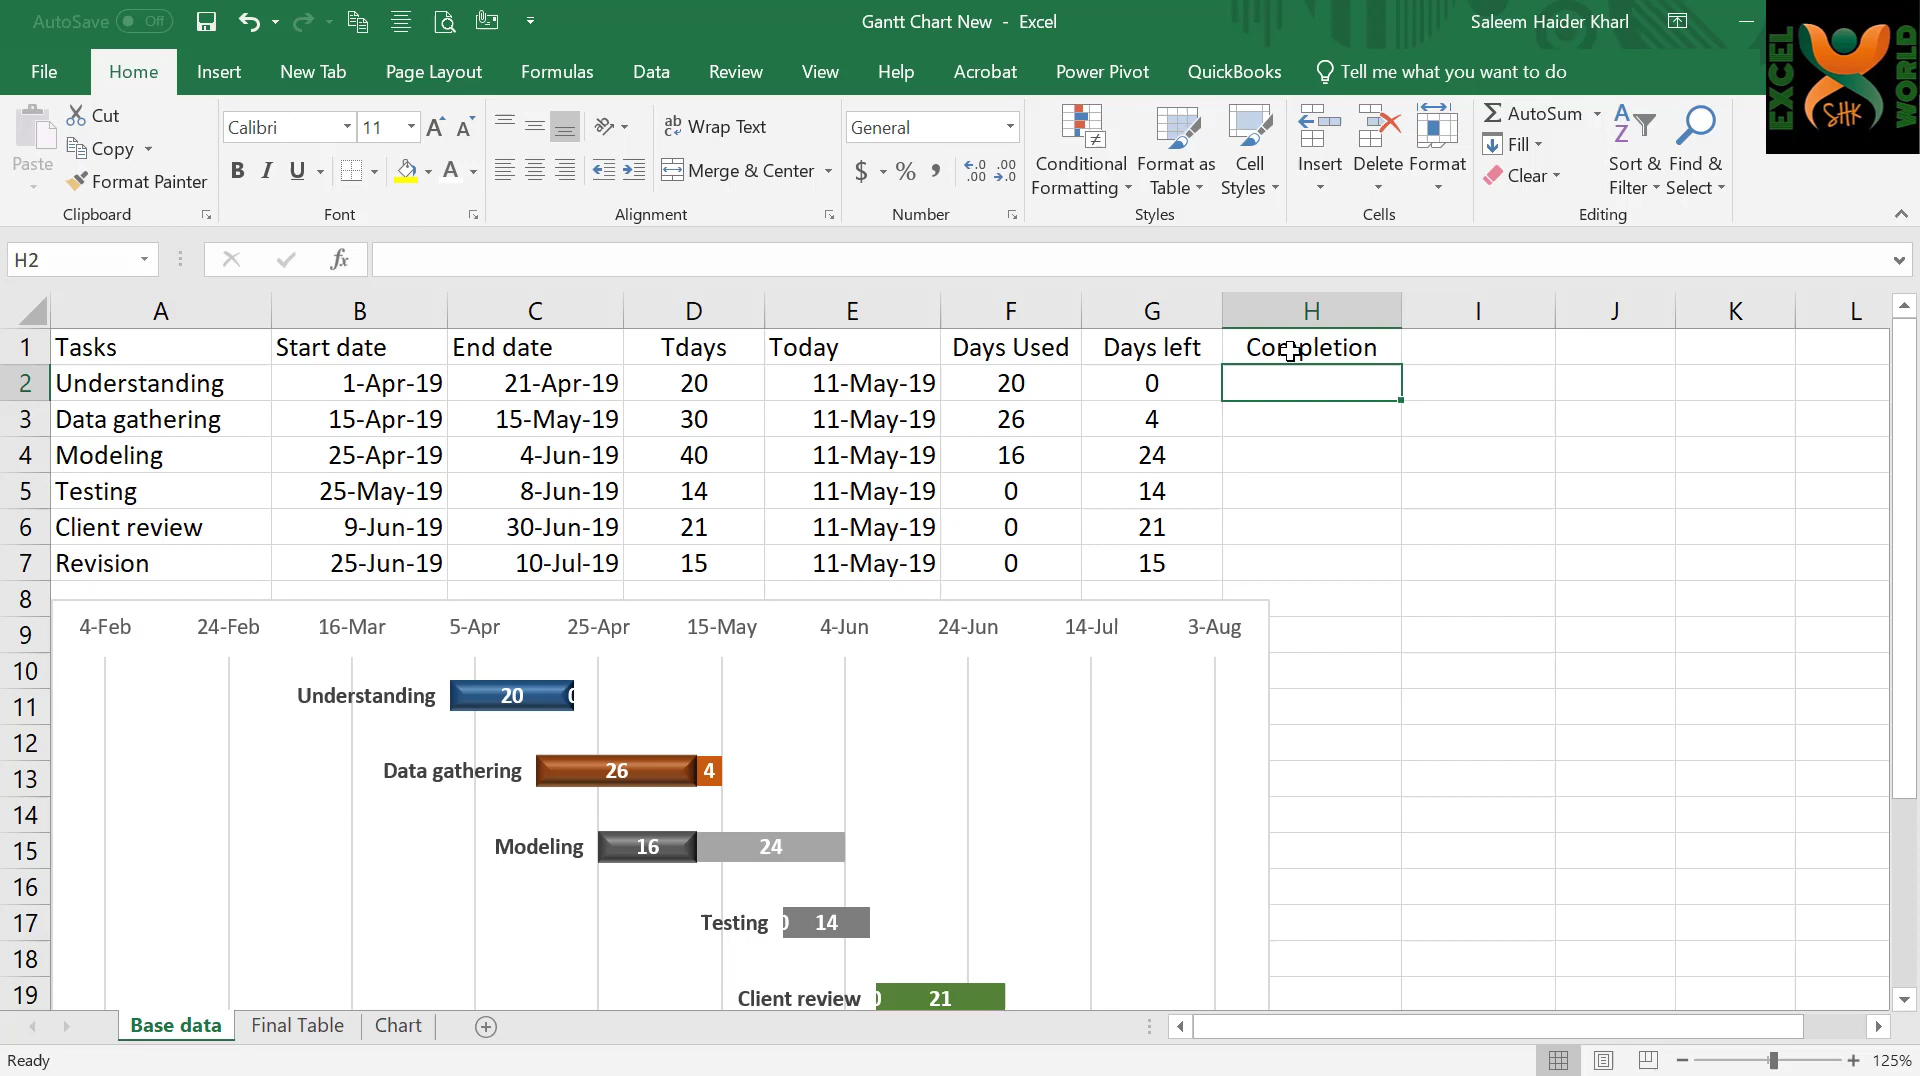 AutoSave Off
Gantt Chart New - Excel
Saleem Haider Kharl
EXCEL
WORLD
SHK
File Home Insert New Tab Page Layout Formulas Data Review View Help Acrobat Power Pivot QuickBooks Tell me what you want to do
Paste
Cut
Copy
Format Painter
Clipboard
Calibri 11
B I U
Font
Wrap Text
Merge & Center
Alignment
General
$ % ,
Number
Conditional Formatting
Format as Table
Cell Styles
Styles
Insert Delete Format
Cells
AutoSum
Fill
Clear
Sort & Filter
Find & Select
Editing
H2
fx
A B C D E F G H I J K L
1 Tasks Start date End date Tdays Today Days Used Days left Completion
2 Understanding 1-Apr-19 21-Apr-19 20 11-May-19 20 0
3 Data gathering 15-Apr-19 15-May-19 30 11-May-19 26 4
4 Modeling 25-Apr-19 4-Jun-19 40 11-May-19 16 24
5 Testing 25-May-19 8-Jun-19 14 11-May-19 0 14
6 Client review 9-Jun-19 30-Jun-19 21 11-May-19 0 21
7 Revision 25-Jun-19 10-Jul-19 15 11-May-19 0 15
8
9
10
11
12
13
14
15
16
17
18
19
4-Feb 24-Feb 16-Mar 5-Apr 25-Apr 15-May 4-Jun 24-Jun 14-Jul 3-Aug
Understanding 20 0
Data gathering 26 4
Modeling 16 24
Testing 0 14
Client review 0 21
Base data Final Table Chart
Ready
125%